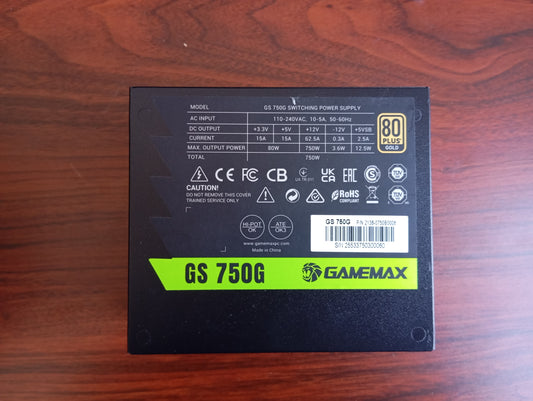 MODEL GS 750G SWITCHING POWER SUPPLY
AC INPUT 110-240VAC, 10-5A, 50-60Hz
DC OUTPUT +3.3V +5V +12V -12V +5VSB
CURRENT 15A 15A 62.5A 0.3A 2.5A
MAX. OUTPUT POWER 80W 750W 3.6W 12.5W
TOTAL 750W
80
PLUS
GOLD
CAUTION!
DO NOT REMOVE THIS COVER
TRAINED SERVICE ONLY
CE FC CB UK CA EAC S
RoHS
COMPLIANT
HI-POT
OK
ATE
OK3
www.gamemaxpc.com
Made in China
GS 750G
S/N:25533750300060
GS 750G GAMEMAX